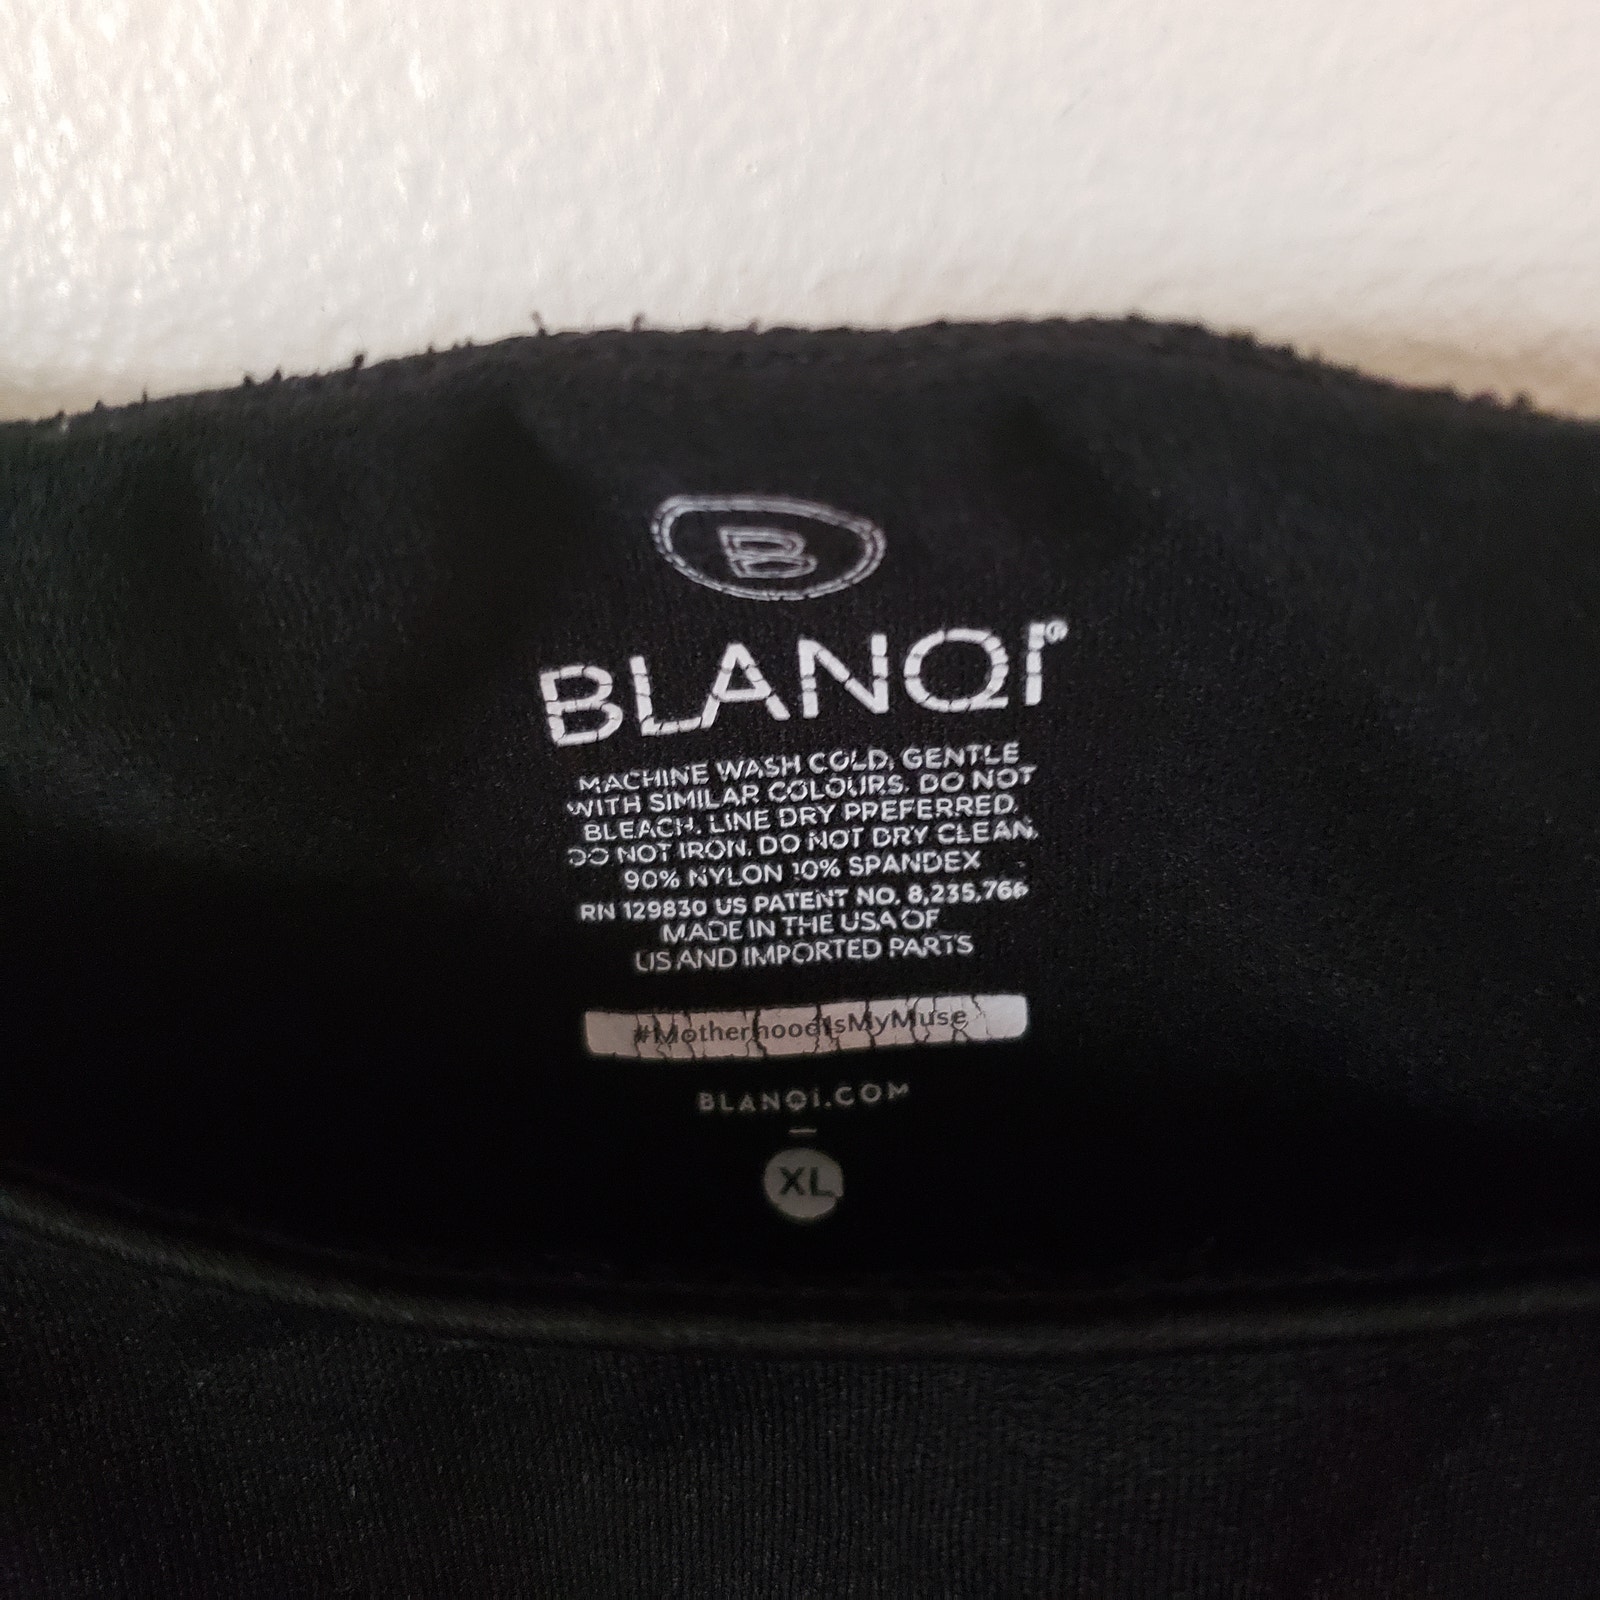 B
BLANQI®
MACHINE WASH COLD, GENTLE
WITH SIMILAR COLOURS. DO NOT
BLEACH. LINE DRY PREFERRED.
DO NOT IRON. DO NOT DRY CLEAN.
90% NYLON 10% SPANDEX
RN 129830 US PATENT NO. 8,235,766
MADE IN THE USA OF
US AND IMPORTED PARTS
#MotherhoodIsMyMuse
BLANQI.COM
XL